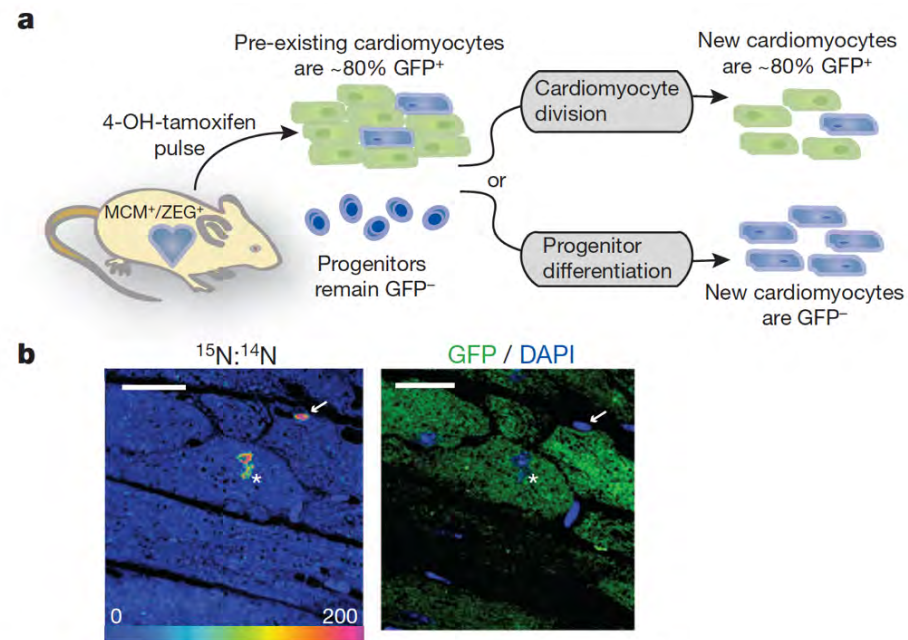 a
Pre-existing cardiomyocytes
are ~80% GFP⁺
New cardiomyocytes
are ~80% GFP⁺
4-OH-tamoxifen
pulse
Cardiomyocyte
division
or
MCM⁺/ZEG⁺
Progenitors
remain GFP⁻
Progenitor
differentiation
New cardiomyocytes
are GFP⁻
b
¹⁵N:¹⁴N
GFP / DAPI
*
*
0 200